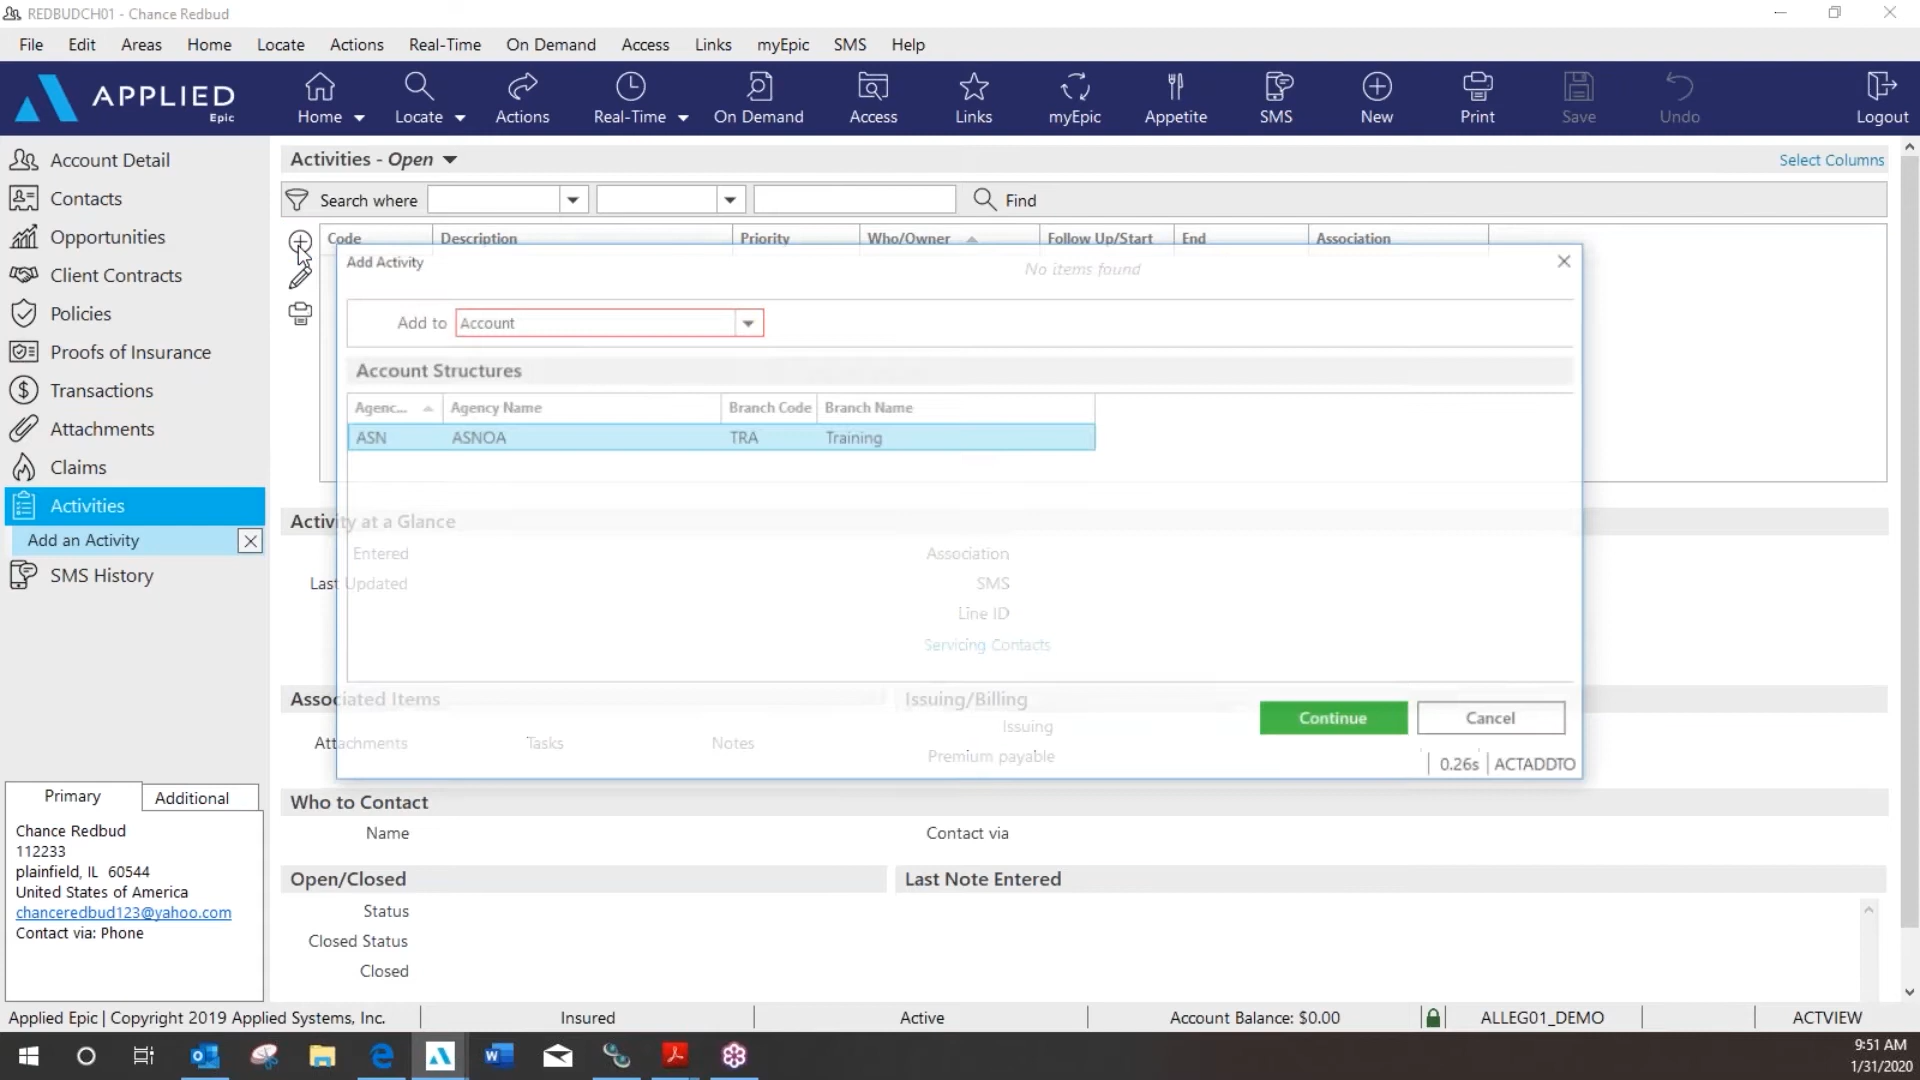 REDBUDCH01 - Chance Redbud
File Edit Areas Home Locate Actions Real-Time On Demand Access Links myEpic SMS Help
APPLIED
Epic
Home Locate Actions Real-Time On Demand Access Links myEpic Appetite SMS New Print Save Undo Logout
Account Detail
Contacts
Opportunities
Client Contracts
Policies
Proofs of Insurance
Transactions
Attachments
Claims
Activities
Add an Activity
SMS History
Activities - Open
Select Columns
Search where
Find
Code Description Priority Who/Owner Follow Up/Start End Association
No items found
Add Activity
Add to Account
Account Structures
Agenc... Agency Name Branch Code Branch Name
ASN ASNOA TRA Training
Activity at a Glance
Entered Association
Last Updated SMS
Line ID
Servicing Contacts
Associated Items Issuing/Billing
Continue Cancel
Issuing
Attachments Tasks Notes
Premium payable
0.26s ACTADDTO
Who to Contact
Name Contact via
Open/Closed Last Note Entered
Status
Closed Status
Closed
Primary Additional
Chance Redbud
112233
plainfield, IL 60544
United States of America
chanceredbud123@yahoo.com
Contact via: Phone
Applied Epic | Copyright 2019 Applied Systems, Inc. Insured Active Account Balance: $0.00 ALLEG01_DEMO ACTVIEW
9:51 AM
1/31/2020